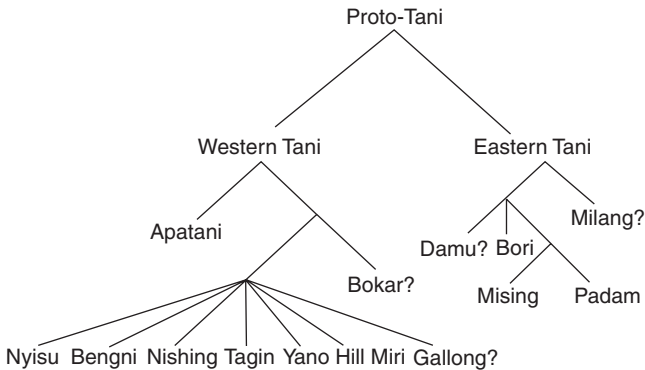 Proto-Tani
Western Tani Eastern Tani
Apatani Milang?
Damu? Bori
Bokar?
Mising Padam
Nyisu Bengni Nishing Tagin Yano Hill Miri Gallong?